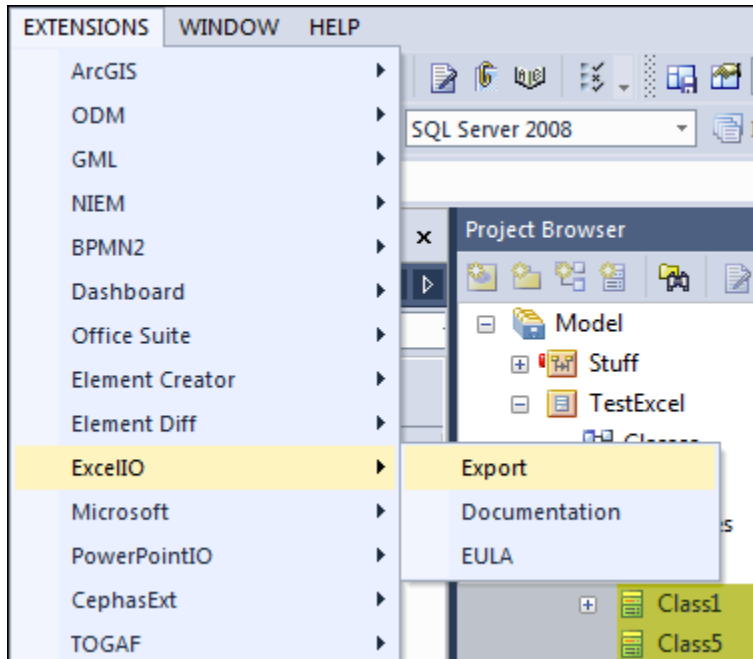 EXTENSIONS WINDOW HELP
ArcGIS
ODM
SQL Server 2008
GML
NIEM
BPMN2
Project Browser
Dashboard
Office Suite
Model
Element Creator
Stuff
Element Diff
TestExcel
ExcelIO
Export
Microsoft
Documentation
PowerPointIO
EULA
CephasExt
Class1
TOGAF
Class5